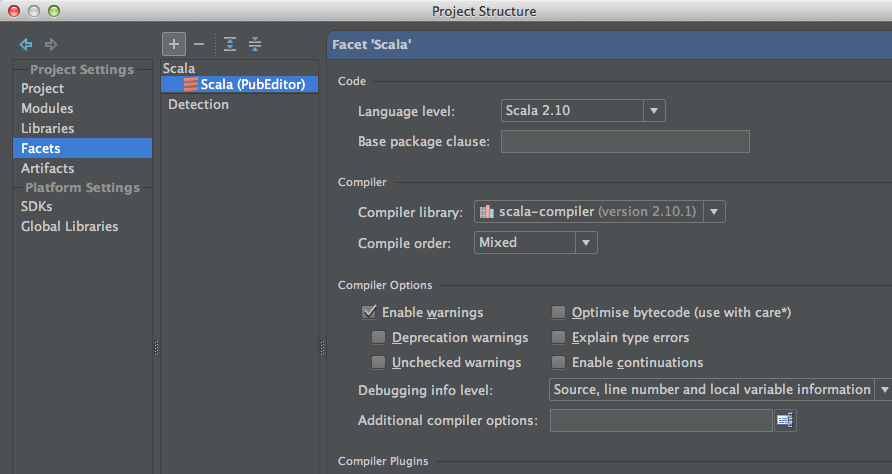 Project Structure
Project Settings
Project
Modules
Libraries
Facets
Artifacts
Platform Settings
SDKs
Global Libraries
Scala
Scala (PubEditor)
Detection
Facet 'Scala'
Code
Language level: Scala 2.10
Base package clause:
Compiler
Compiler library: scala-compiler (version 2.10.1)
Compile order: Mixed
Compiler Options
Enable warnings Optimise bytecode (use with care*)
Deprecation warnings Explain type errors
Unchecked warnings Enable continuations
Debugging info level: Source, line number and local variable information
Additional compiler options:
Compiler Plugins